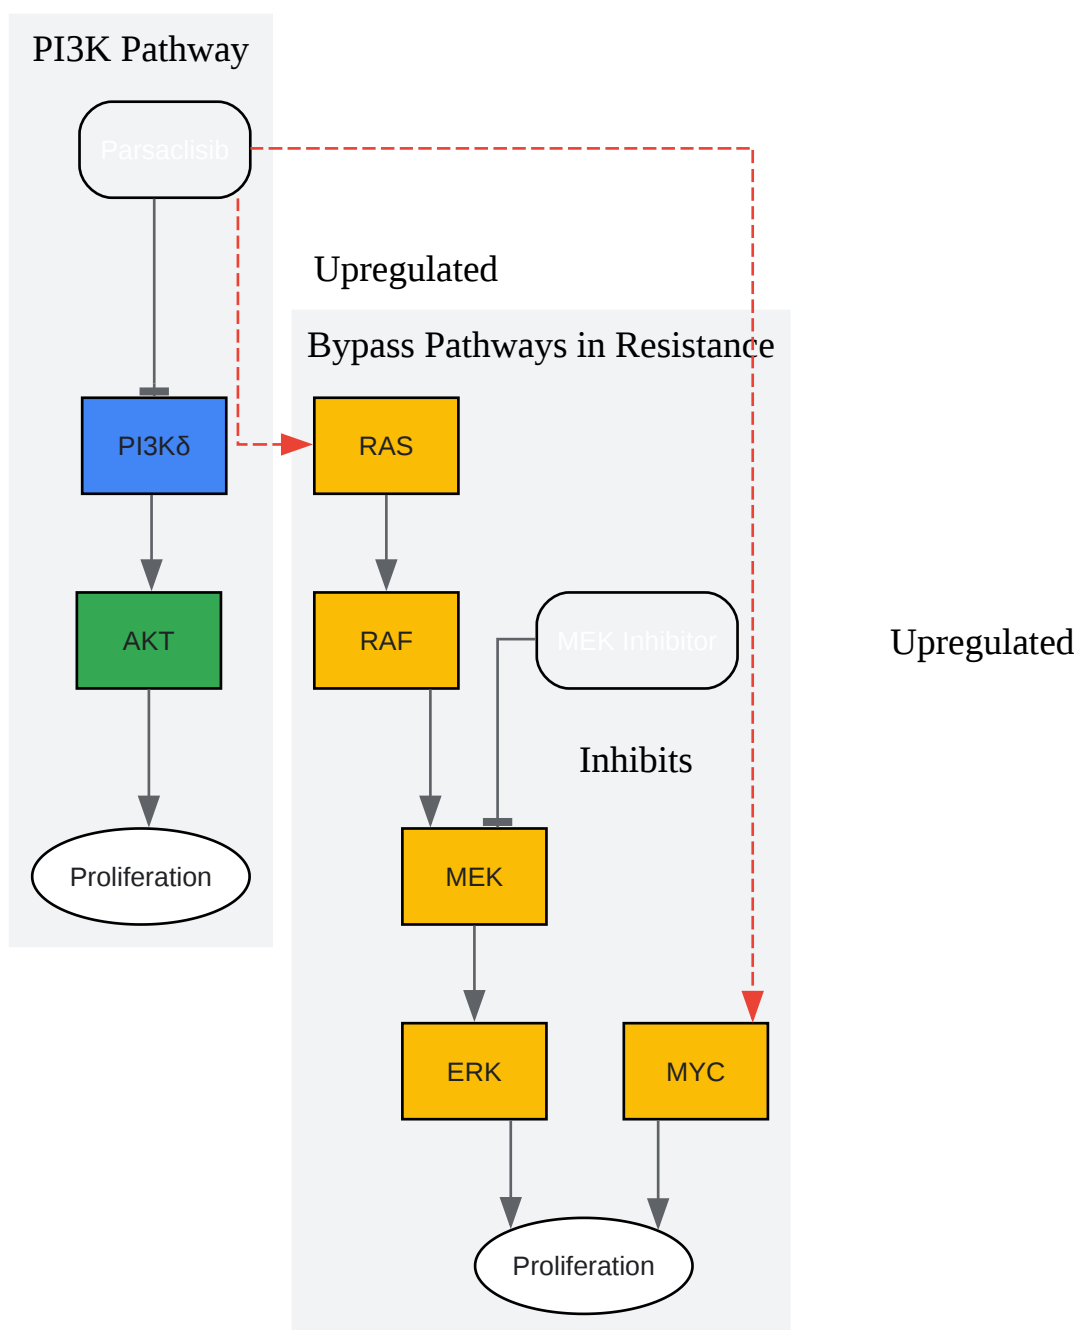 PI3K Pathway
Parsaclisib
Upregulated
Bypass Pathways in Resistance
PI3Kδ
RAS
AKT
RAF
MEK Inhibitor
Upregulated
Inhibits
Proliferation
MEK
ERK
MYC
Proliferation